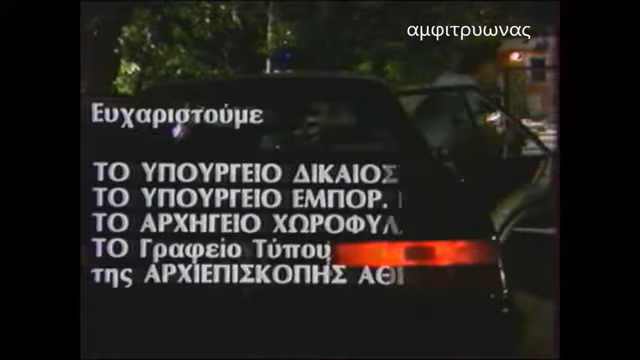 αμφιτρυωνας
Ευχαριστούμε
ΤΟ ΥΠΟΥΡΓΕΙΟ ΔΙΚΑΙΟΣ
ΤΟ ΥΠΟΥΡΓΕΙΟ ΕΜΠΟΡ.
ΤΟ ΑΡΧΗΓΕΙΟ ΧΩΡΟΦΥΛ
ΤΟ Γραφείο Τύπου
της ΑΡΧΙΕΠΙΣΚΟΠΗΣ ΑΘ